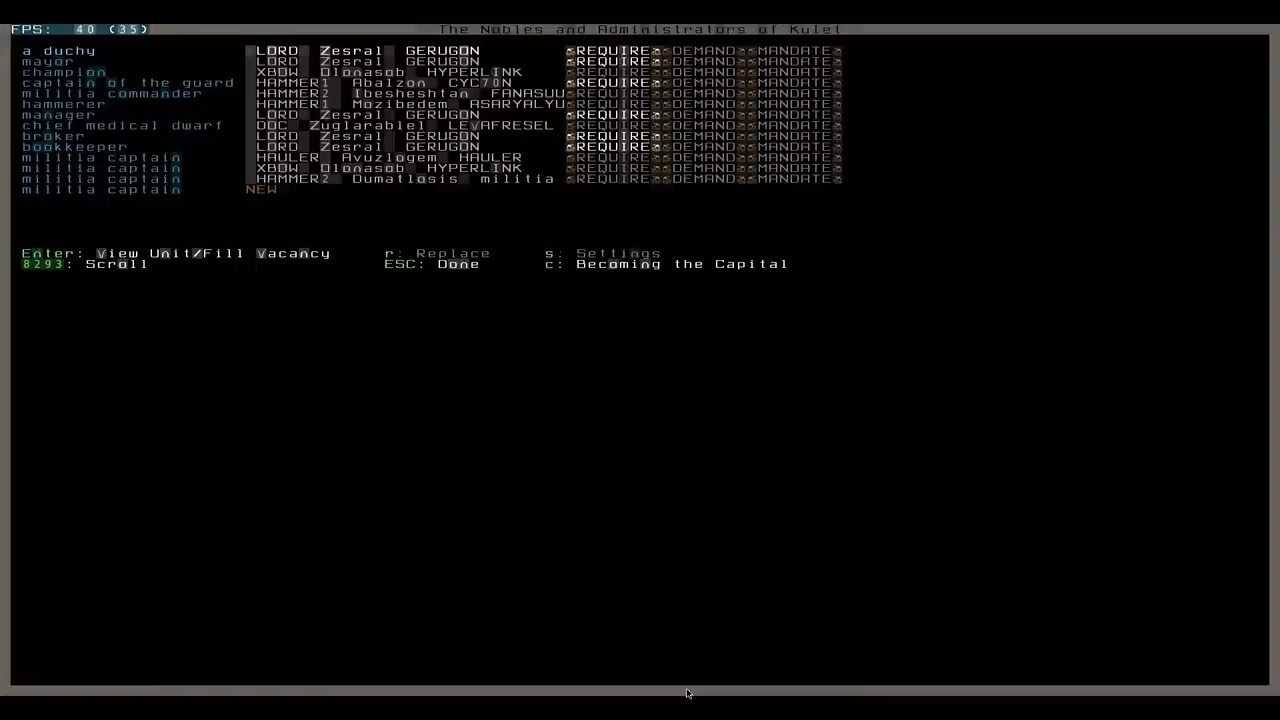 FPS: 40 (35) The Nobles and Administrators of Kulet
a duchy LORD Zesral GERUGON REQUIRE DEMAND MANDATE
mayor LORD Zesral GERUGON REQUIRE DEMAND MANDATE
champion XBOW Olonasob HYPERLINK REQUIRE DEMAND MANDATE
captain of the guard HAMMER1 Abalzon CYC70N REQUIRE DEMAND MANDATE
militia commander HAMMER2 Ibesheshtan FANASUU REQUIRE DEMAND MANDATE
hammerer HAMMER1 Mozibedem ASARYALYU REQUIRE DEMAND MANDATE
manager LORD Zesral GERUGON REQUIRE DEMAND MANDATE
chief medical dwarf DOC Zuglarablel LEVAFRESEL REQUIRE DEMAND MANDATE
broker LORD Zesral GERUGON REQUIRE DEMAND MANDATE
bookkeeper LORD Zesral GERUGON REQUIRE DEMAND MANDATE
militia captain HAULER Avuzlogem HAULER REQUIRE DEMAND MANDATE
militia captain XBOW Olonasob HYPERLINK REQUIRE DEMAND MANDATE
militia captain HAMMER2 Dumatlosis militia REQUIRE DEMAND MANDATE
militia captain NEW
Enter: View Unit/Fill Vacancy r: Replace s: Settings
8293: Scroll ESC: Done c: Becoming the Capital